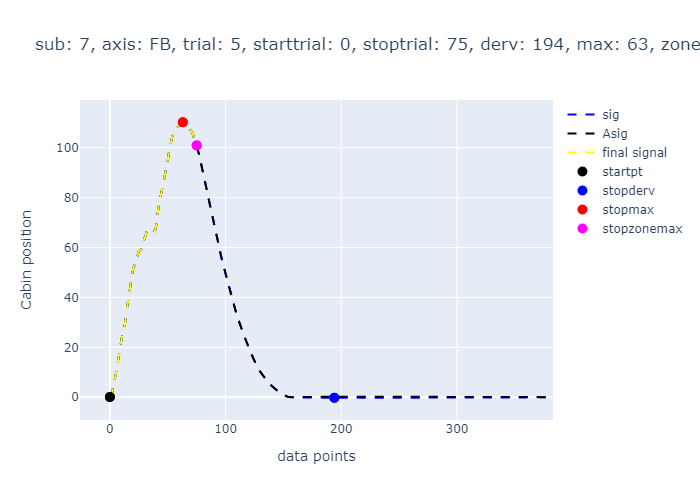 sub: 7, axis: FB, trial: 5, starttrial: 0, stoptrial: 75, derv: 194, max: 63, zone
sig
Asig
final signal
startpt
stopderv
stopmax
stopzonemax
Cabin position
100
80
60
40
20
0
0 100 200 300
data points